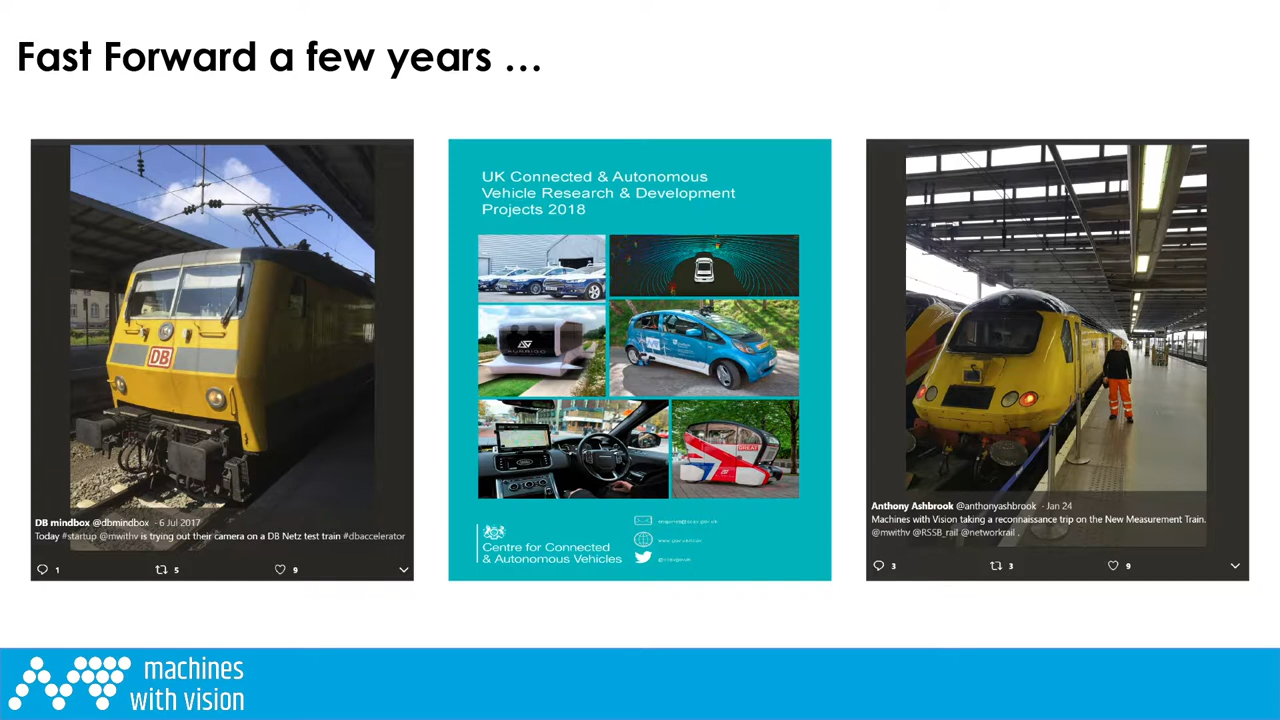 Fast Forward a few years …
DB
DB mindbox @dbmindbox · 6 Jul 2017
Today #startup @mwithv is trying out their camera on a DB Netz test train #dbaccelerator
1 5 9
UK Connected & Autonomous
Vehicle Research & Development
Projects 2018
GREAT
Centre for Connected
& Autonomous Vehicles
Anthony Ashbrook @anthonyashbrook · Jan 24
Machines with Vision taking a reconnaissance trip on the New Measurement Train.
@mwithv @RSSB_rail @networkrail .
3 3 9
machines
with vision